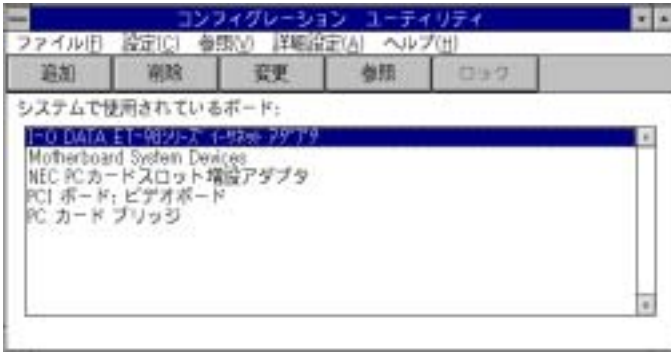 コンフィグレーション ユーティリティ
ファイル(F) 設定(C) 参照(V) 詳細設定(A) ヘルプ(H)
追加 削除 変更 参照 ロック
システムで使用されているボード:
I-O DATA ET-98ｼﾘｰｽﾞ ｲｰｻﾈｯﾄ ｱﾀﾞﾌﾟﾀ
Motherboard System Devices
NEC PCカードスロット増設アダプタ
PCI ボード: ビデオボード
PC カード ブリッジ